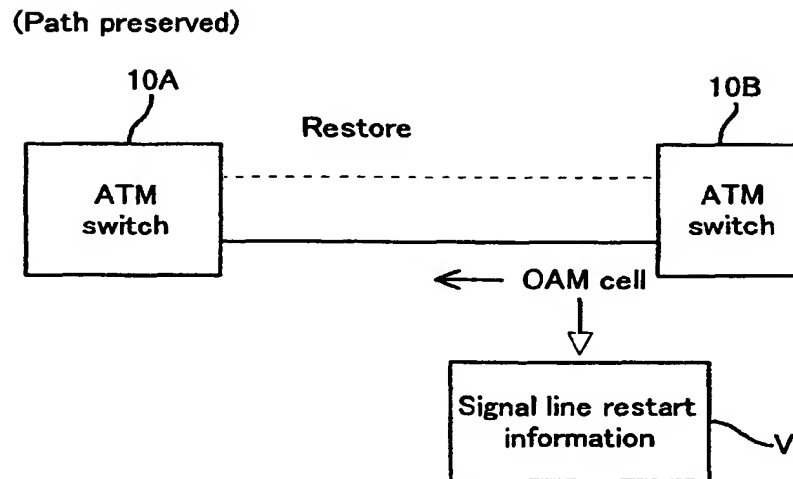 (Path preserved)
10A
10B
Restore
ATM
switch
ATM
switch
OAM cell
Signal line restart
information
V